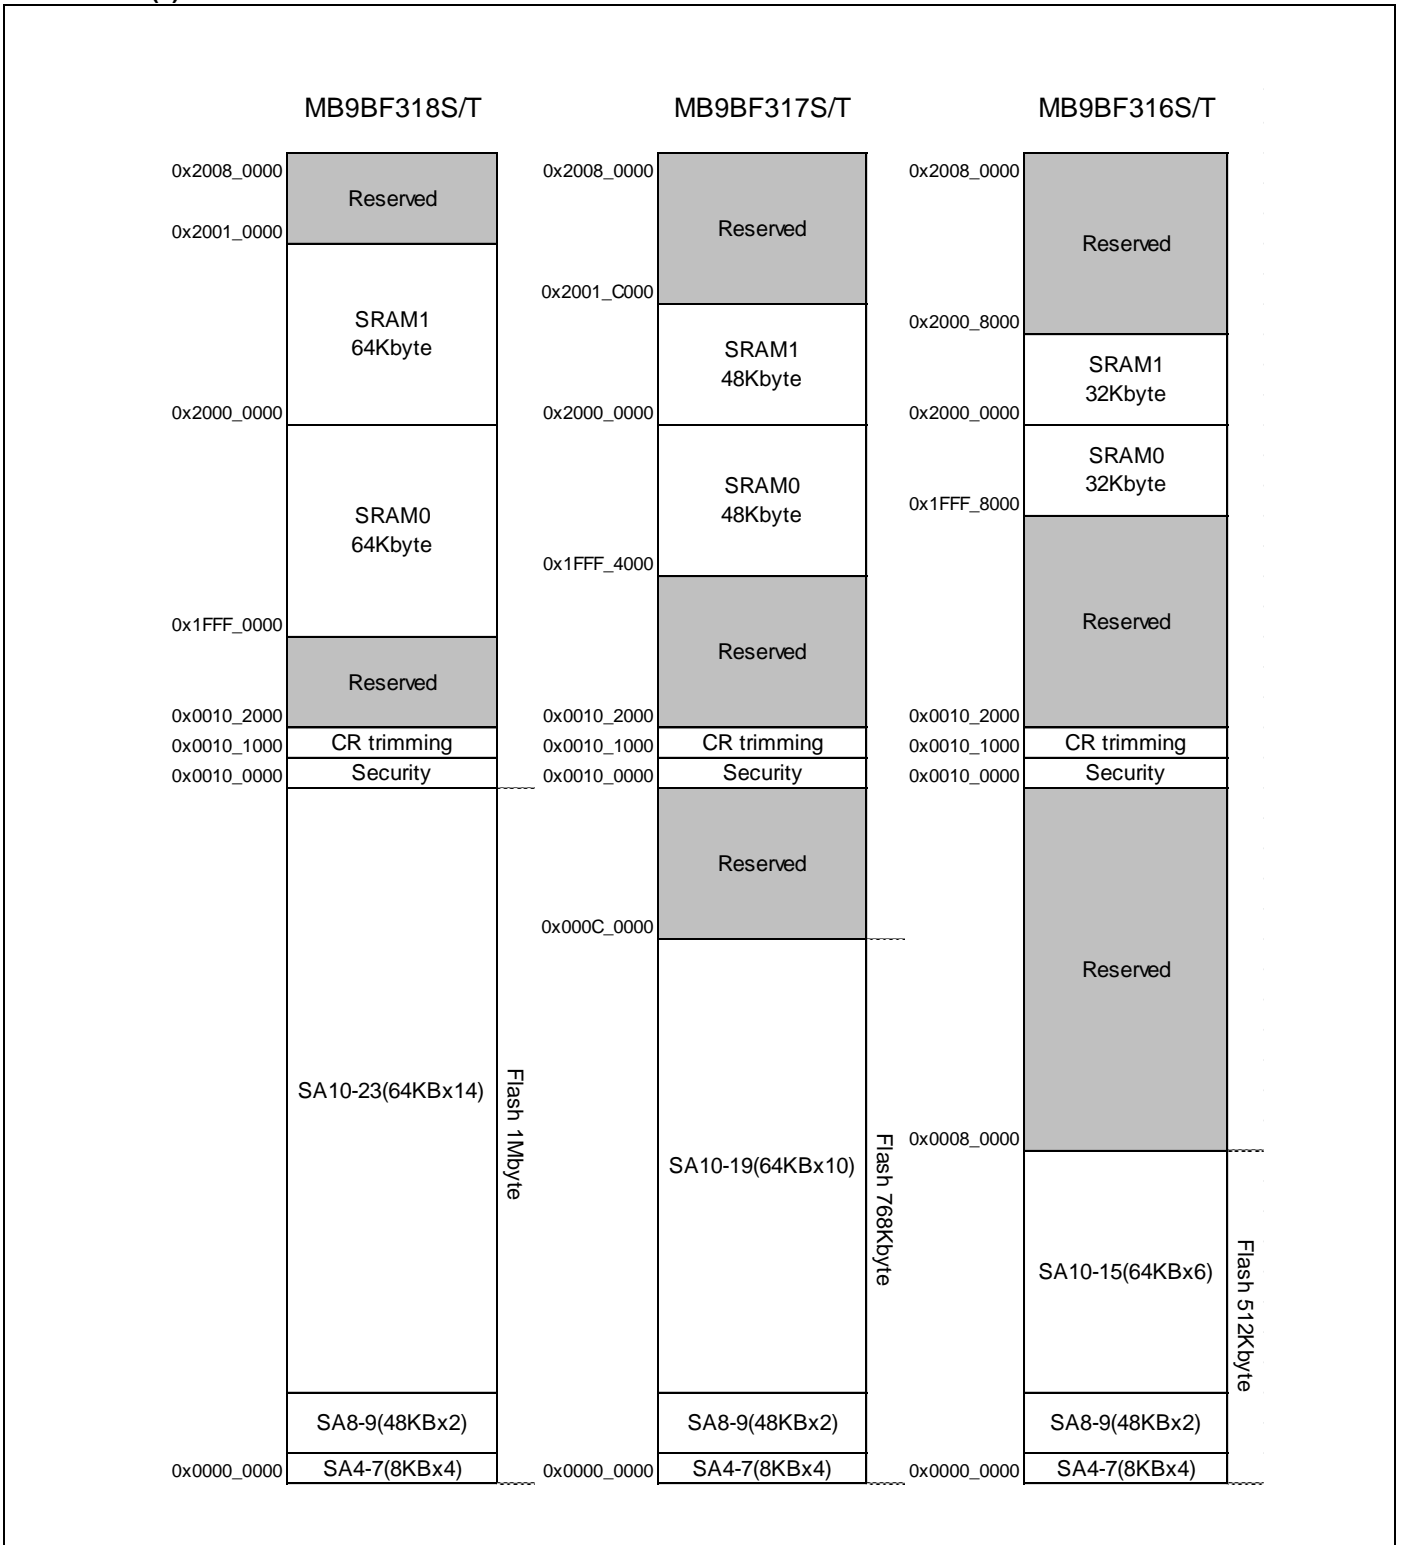 MB9BF318S/T
0x2008_0000
Reserved
0x2001_0000
SRAM1
64Kbyte
0x2000_0000
SRAM0
64Kbyte
0x1FFF_0000
Reserved
0x0010_2000
CR trimming
0x0010_1000
Security
0x0010_0000
SA10-23(64KBx14)
Flash 1Mbyte
SA8-9(48KBx2)
SA4-7(8KBx4)
0x0000_0000
MB9BF317S/T
0x2008_0000
Reserved
0x2001_C000
SRAM1
48Kbyte
0x2000_0000
SRAM0
48Kbyte
0x1FFF_4000
Reserved
0x0010_2000
CR trimming
0x0010_1000
Security
0x0010_0000
Reserved
0x000C_0000
SA10-19(64KBx10)
Flash 768Kbyte
SA8-9(48KBx2)
SA4-7(8KBx4)
0x0000_0000
MB9BF316S/T
0x2008_0000
Reserved
0x2000_8000
SRAM1
32Kbyte
0x2000_0000
SRAM0
32Kbyte
0x1FFF_8000
Reserved
0x0010_2000
CR trimming
0x0010_1000
Security
0x0010_0000
Reserved
0x0008_0000
SA10-15(64KBx6)
Flash 512Kbyte
SA8-9(48KBx2)
SA4-7(8KBx4)
0x0000_0000